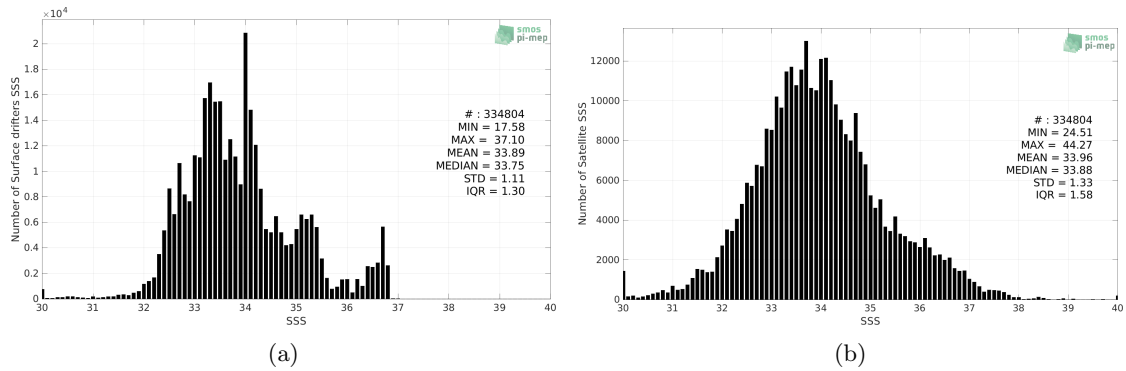 ×10⁴
2
1.8
1.6
1.4
1.2
1
0.8
0.6
0.4
0.2
0
Number of Surface drifters SSS
smos
pi-mep
# : 334804
MIN = 17.58
MAX = 37.10
MEAN = 33.89
MEDIAN = 33.75
STD = 1.11
IQR = 1.30
30 31 32 33 34 35 36 37 38 39 40
SSS
(a)
12000
10000
8000
6000
4000
2000
0
Number of Satellite SSS
smos
pi-mep
# : 334804
MIN = 24.51
MAX = 44.27
MEAN = 33.96
MEDIAN = 33.88
STD = 1.33
IQR = 1.58
30 31 32 33 34 35 36 37 38 39 40
SSS
(b)